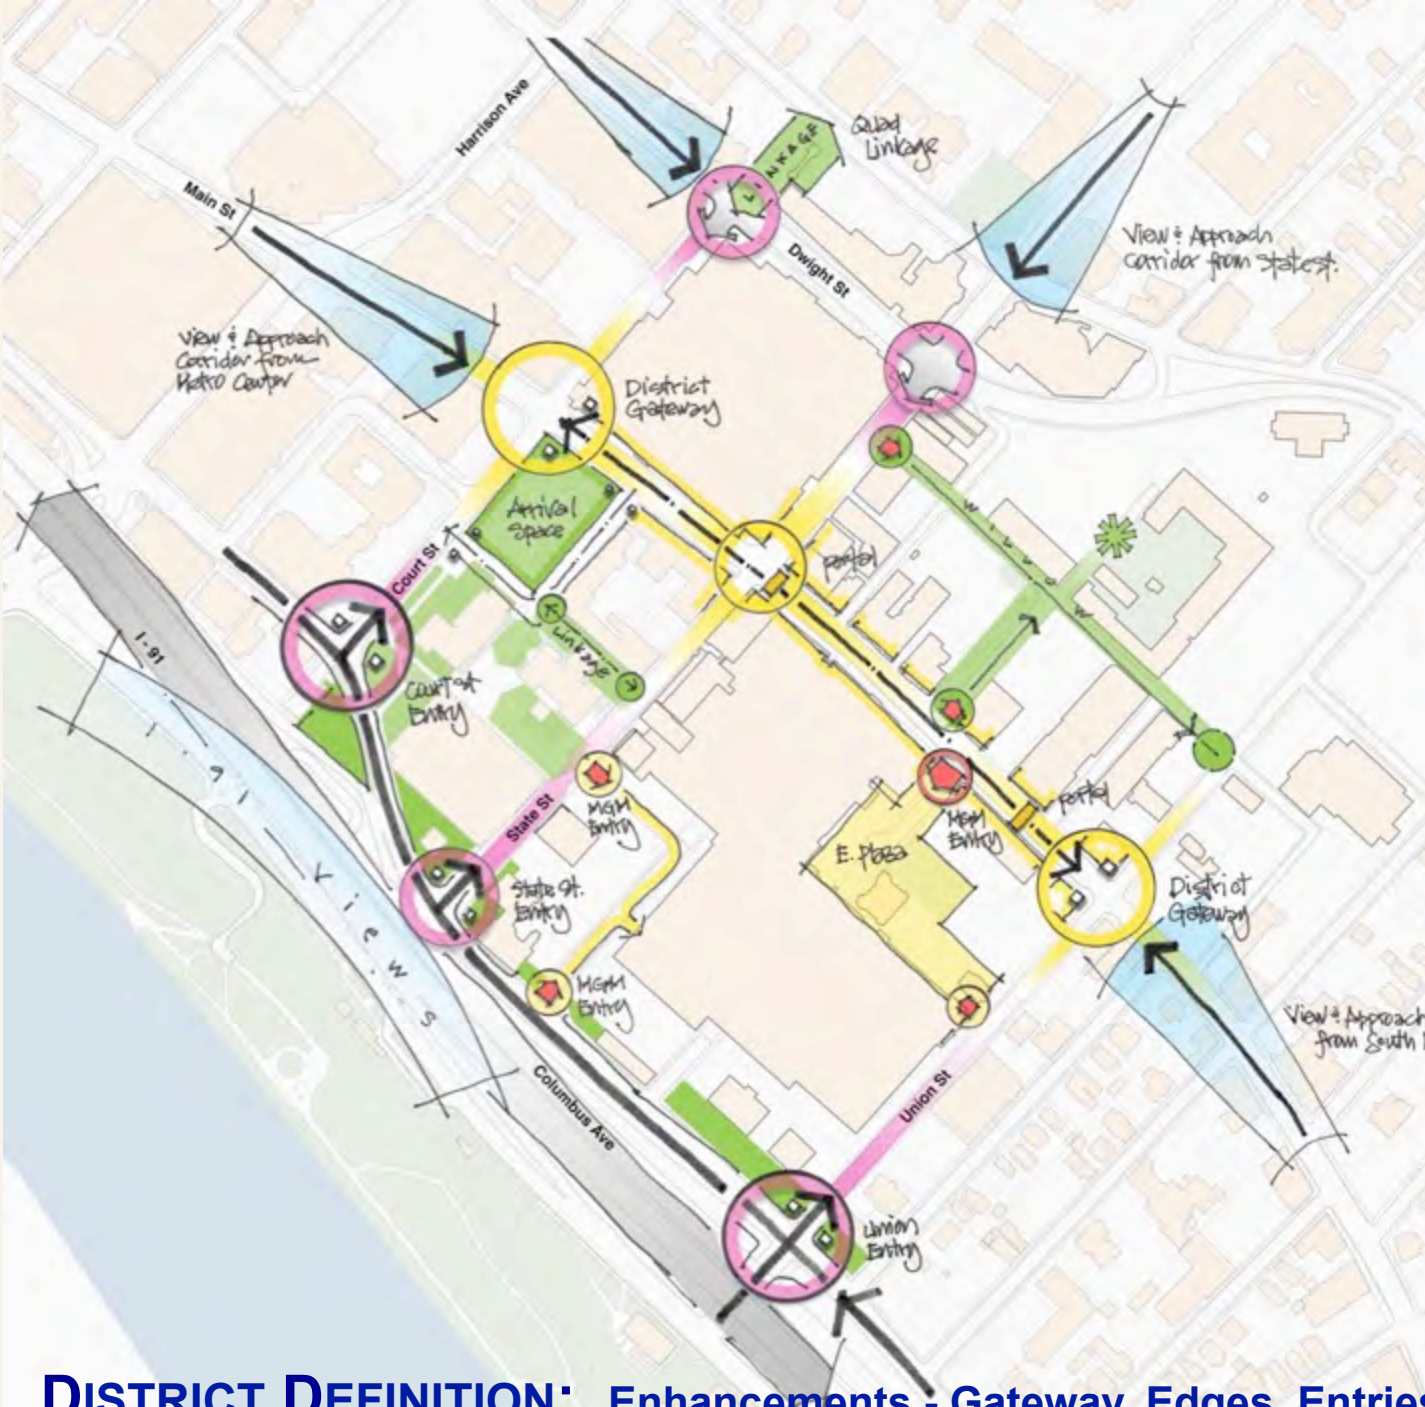 Harrison Ave
LINKAGE
Quad
Linkage
Main St
View & Approach
Corridor from State St.
Dwight St
View & Approach
Corridor from
Metro Center
District
Gateway
Arrival
Space
Portal
Court St
Linkage
I-91
Court St
Entry
I-91 Views
State St
MGM
Entry
MGM
Entry
Portal
E. Plaza
State St.
Entry
District
Gateway
MGM
Entry
View & Approach
from South
Columbus Ave
Union St
Union
Entry
DISTRICT DEFINITION: Enhancements - Gateway, Edges, Entries